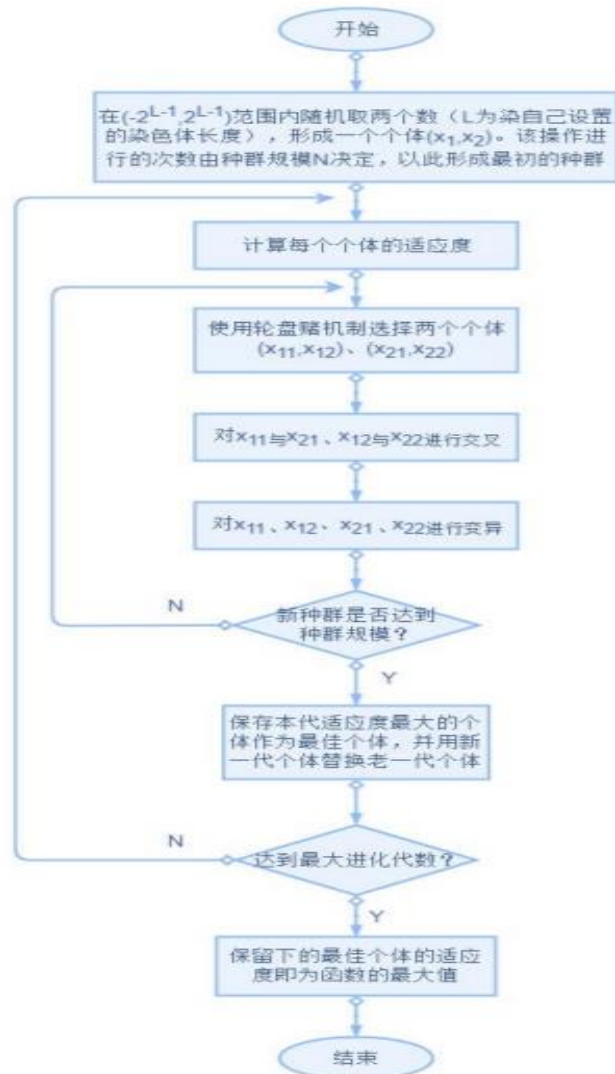 开始
在(-2^L-1,2^L-1)范围内随机取两个数（L为染自己设置
的染色体长度），形成一个个体(x₁,x₂)。该操作进
行的次数由种群规模N决定，以此形成最初的种群
计算每个个体的适应度
使用轮盘赌机制选择两个个体
(x₁₁,x₁₂)、(x₂₁,x₂₂)
对x₁₁与x₂₁、x₁₂与x₂₂进行交叉
对x₁₁、x₁₂、x₂₁、x₂₂进行变异
N
新种群是否达到
种群规模？
Y
保存本代适应度最大的个
体作为最佳个体，并用新
一代个体替换老一代个体
N
达到最大进化代数？
Y
保留下的最佳个体的适应
度即为函数的最大值
结束